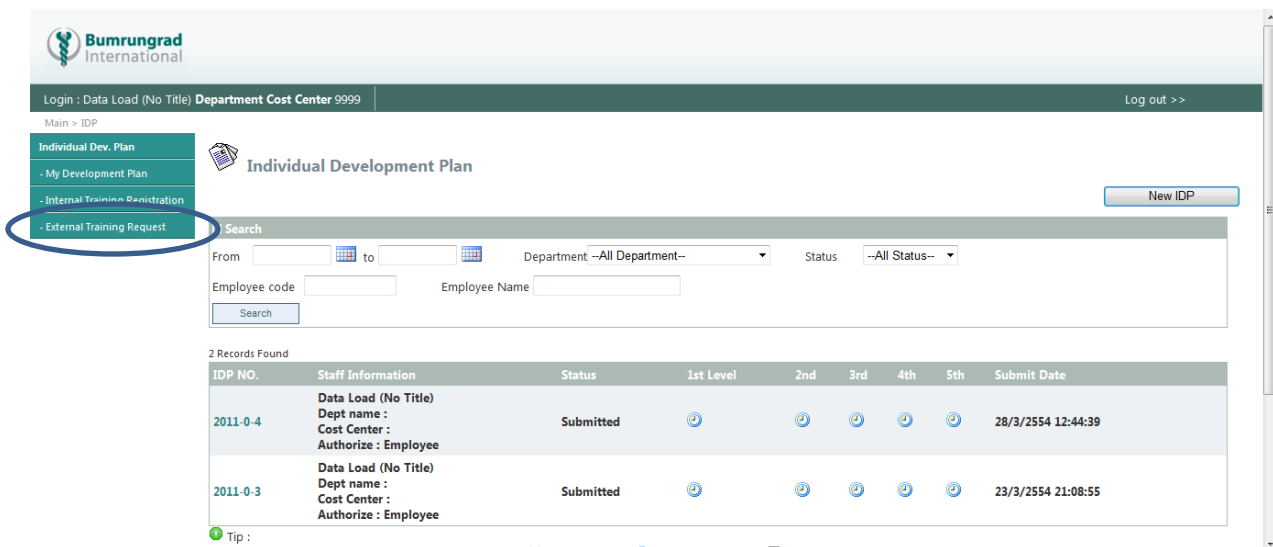 Bumrungrad
International
Login : Data Load (No Title) Department Cost Center 9999
Log out >>
Main > IDP
Individual Dev. Plan
- My Development Plan
- Internal Training Registration
- External Training Request
Individual Development Plan
New IDP
Search
From to Department --All Department-- Status --All Status--
Employee code Employee Name
Search
2 Records Found
IDP NO. Staff Information Status 1st Level 2nd 3rd 4th 5th Submit Date
Data Load (No Title)
Dept name :
2011-0-4 Submitted 28/3/2554 12:44:39
Cost Center :
Authorize : Employee
Data Load (No Title)
Dept name :
2011-0-3 Submitted 23/3/2554 21:08:55
Cost Center :
Authorize : Employee
Tip :